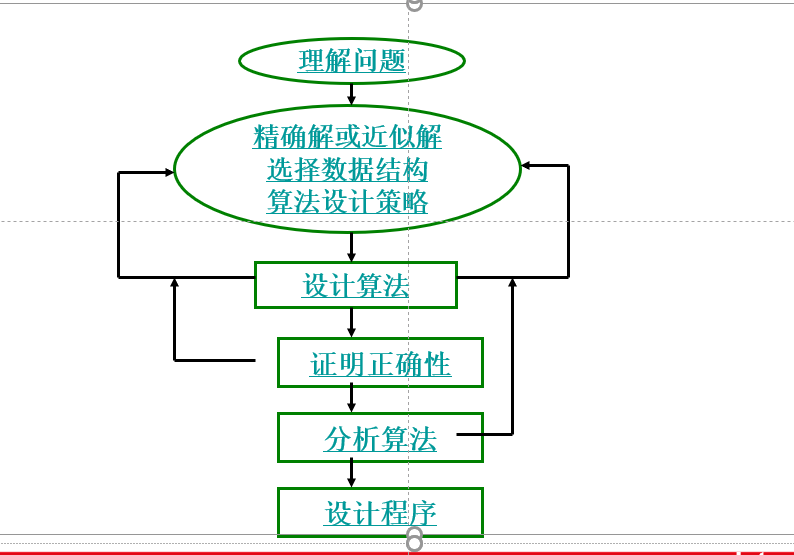 理解问题
精确解或近似解
选择数据结构
算法设计策略
设计算法
证明正确性
分析算法
设计程序